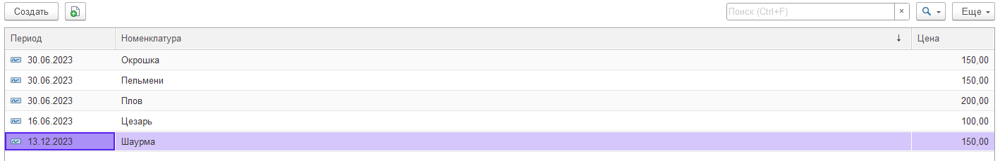 Создать Поиск (Ctrl+F) × Еще
Период Номенклатура ↓ Цена
30.06.2023 Окрошка 150,00
30.06.2023 Пельмени 150,00
30.06.2023 Плов 200,00
16.06.2023 Цезарь 100,00
13.12.2023 Шаурма 150,00